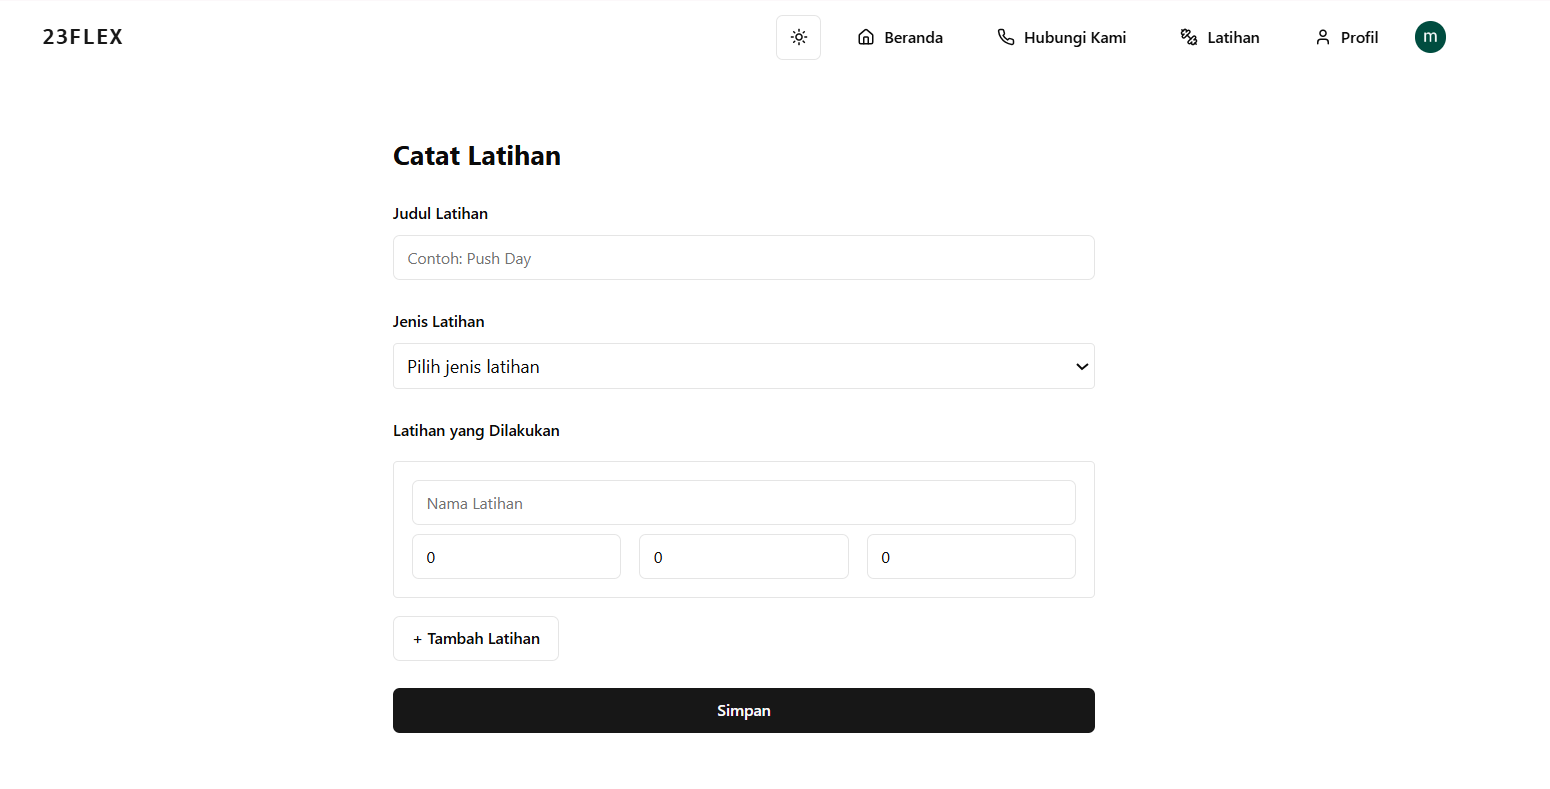 23FLEX
Beranda
Hubungi Kami
Latihan
Profil
m
Catat Latihan
Judul Latihan
Contoh: Push Day
Jenis Latihan
Pilih jenis latihan
Latihan yang Dilakukan
Nama Latihan
0 0 0
+ Tambah Latihan
Simpan